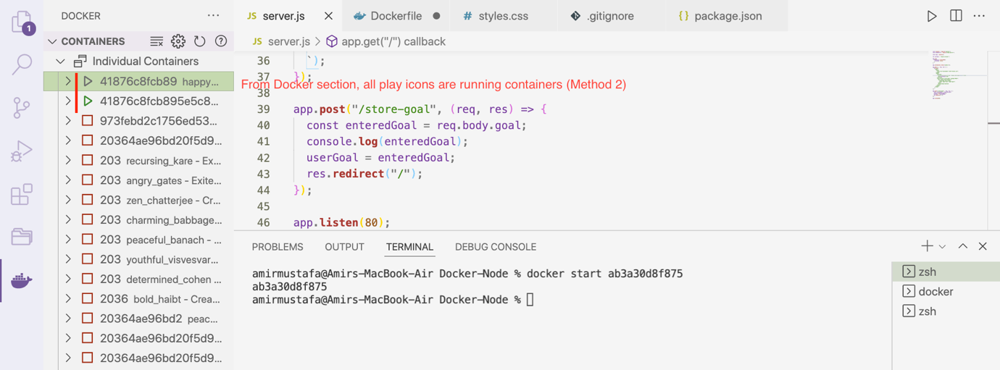 DOCKER
...
1
CONTAINERS
Individual Containers
41876c8fcb89 happy...
41876c8fcb895e5c8...
973febd2c1756ed53...
20364ae96bd20f5d9...
203 recursing_kare - Ex...
203 angry_gates - Exite...
203 zen_chatterjee - Cr...
203 charming_babbage...
203 peaceful_banach - ...
203 youthful_visvesvar...
203 determined_cohen ...
2036 bold_haibt - Crea...
20364ae96bd2 peac...
20364ae96bd20f5d9...
20364ae96bd20f5d9...
JS server.js
Dockerfile
# styles.css
.gitignore
{} package.json
JS server.js > app.get("/") callback
36 `);
37 });
From Docker section, all play icons are running containers (Method 2)
38
39 app.post("/store-goal", (req, res) => {
40 const enteredGoal = req.body.goal;
41 console.log(enteredGoal);
42 userGoal = enteredGoal;
43 res.redirect("/");
44 });
45
46 app.listen(80);
PROBLEMS OUTPUT TERMINAL DEBUG CONSOLE
amirmustafa@Amirs-MacBook-Air Docker-Node % docker start ab3a30d8f875
ab3a30d8f875
amirmustafa@Amirs-MacBook-Air Docker-Node %
zsh
docker
zsh